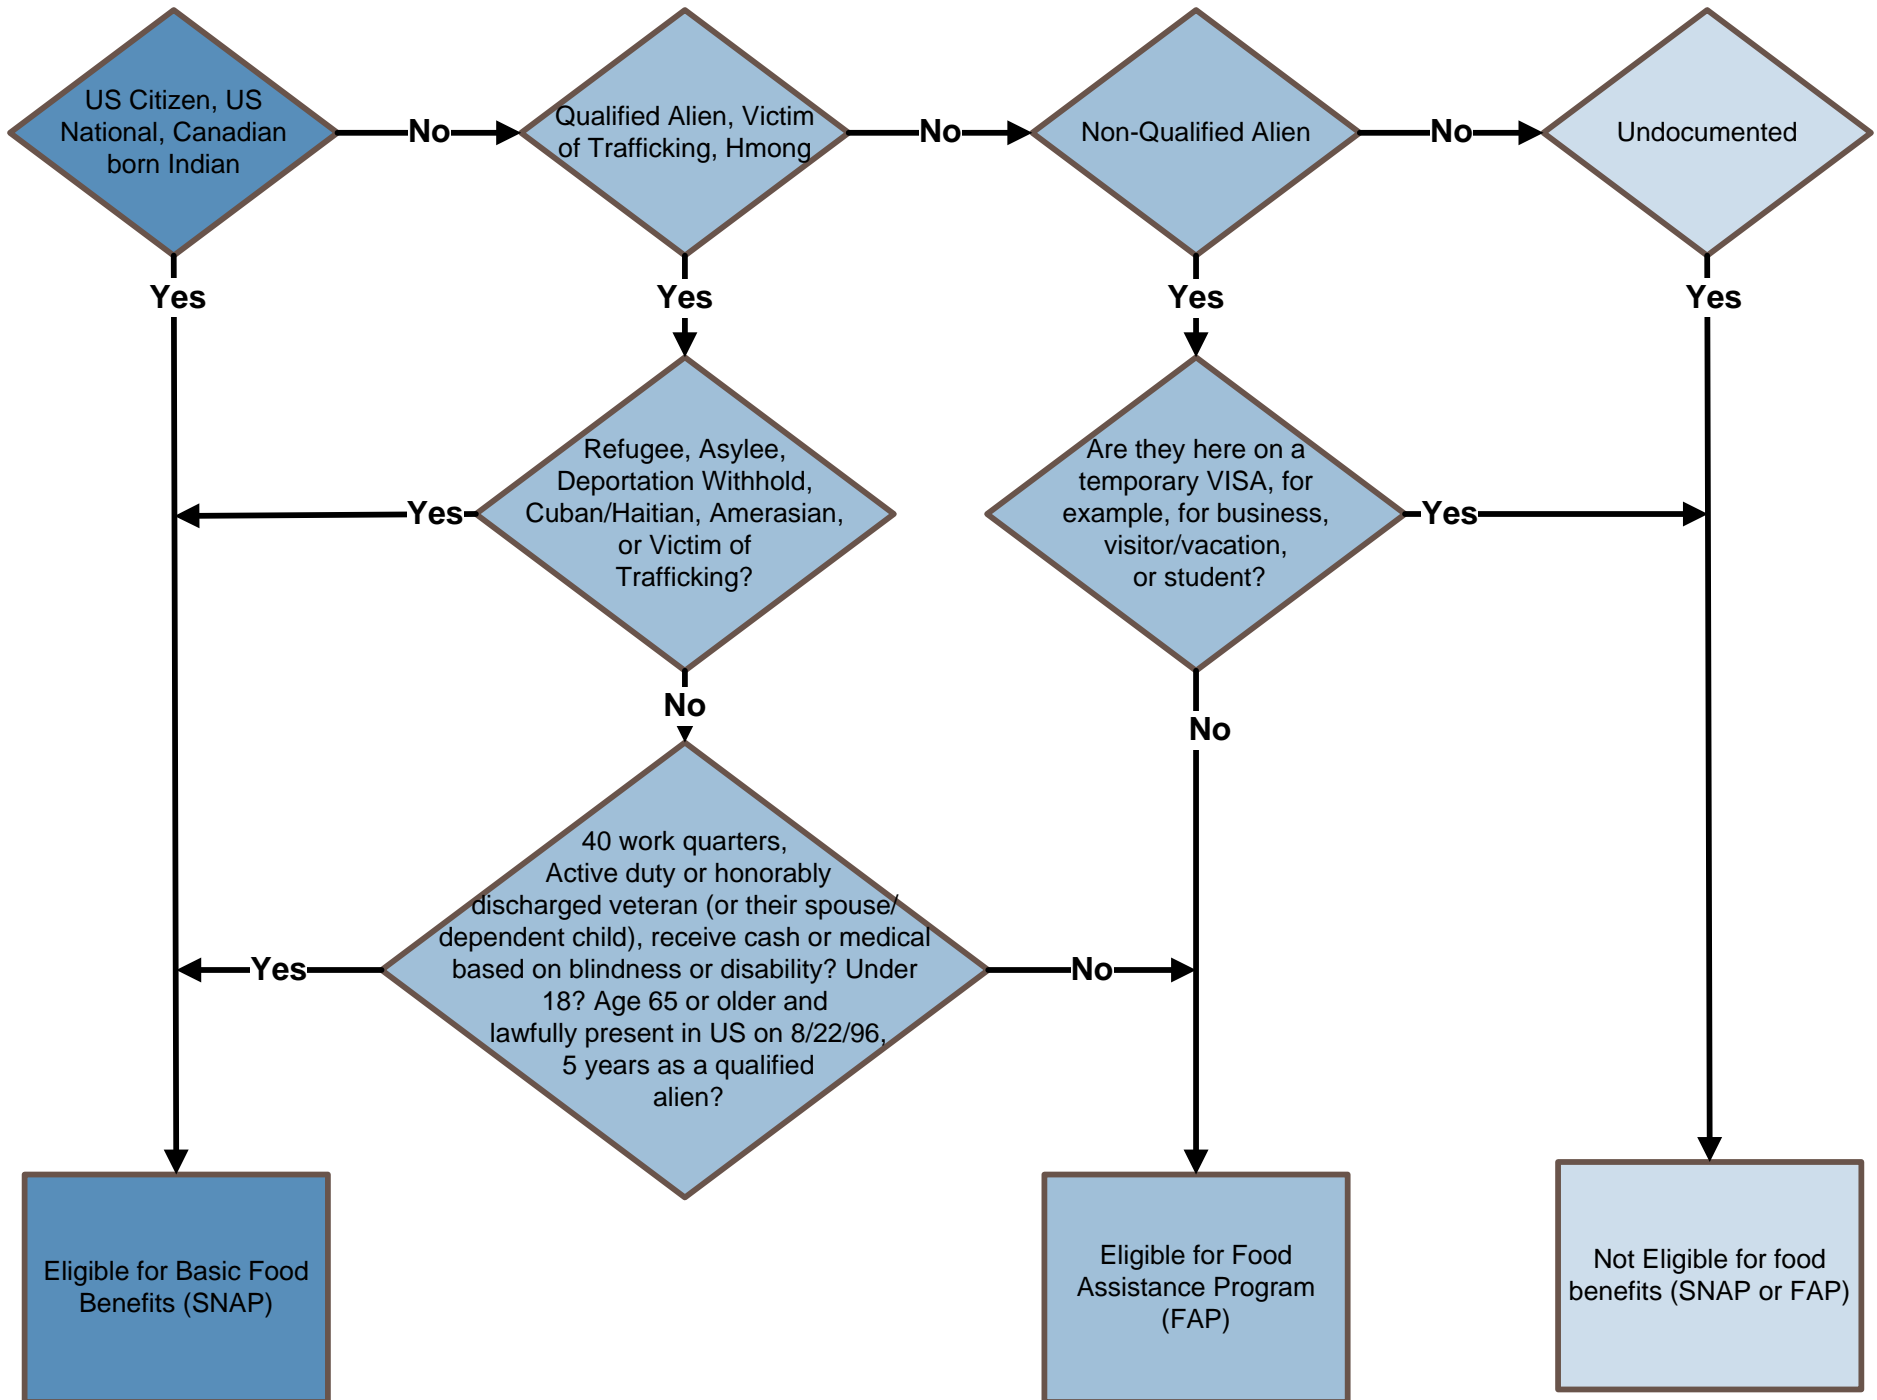 US Citizen, US
National, Canadian
born Indian
No
Qualified Alien, Victim
of Trafficking, Hmong
No
Non-Qualified Alien
No
Undocumented
Yes
Yes
Yes
Yes
Refugee, Asylee,
Deportation Withhold,
Cuban/Haitian, Amerasian,
or Victim of
Trafficking?
Yes
Are they here on a
temporary VISA, for
example, for business,
visitor/vacation,
or student?
Yes
No
No
40 work quarters,
Active duty or honorably
discharged veteran (or their spouse/
dependent child), receive cash or medical
based on blindness or disability? Under
18? Age 65 or older and
lawfully present in US on 8/22/96,
5 years as a qualified
alien?
Yes
No
Eligible for Basic Food
Benefits (SNAP)
Eligible for Food
Assistance Program
(FAP)
Not Eligible for food
benefits (SNAP or FAP)